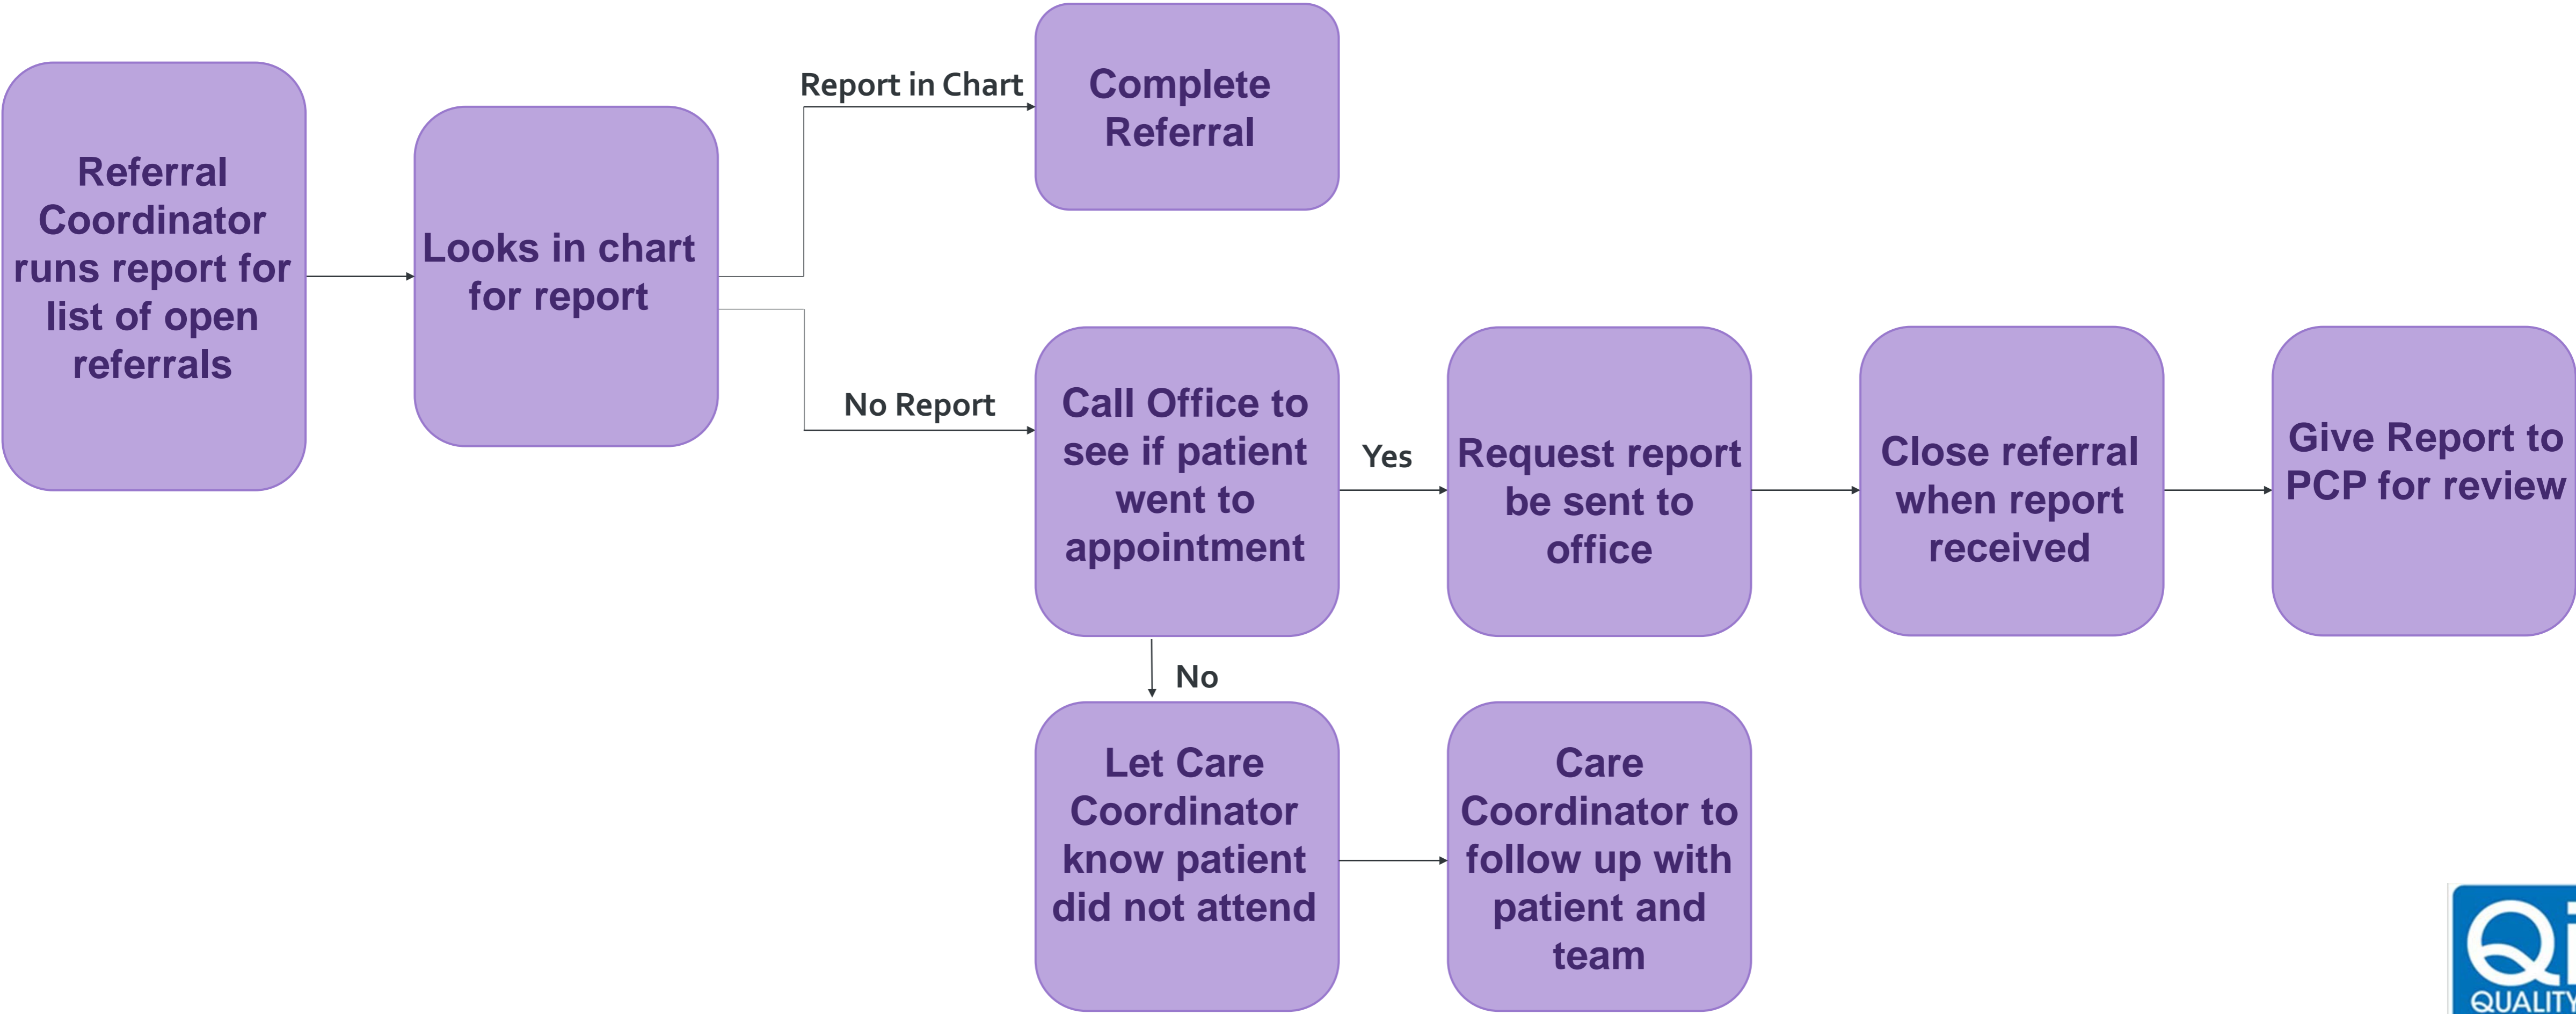 Referral
Coordinator
runs report for
list of open
referrals
Looks in chart
for report
Report in Chart
Complete
Referral
No Report
Call Office to
see if patient
went to
appointment
Yes
Request report
be sent to
office
Close referral
when report
received
Give Report to
PCP for review
No
Let Care
Coordinator
know patient
did not attend
Care
Coordinator to
follow up with
patient and
team
Qi
QUALITY